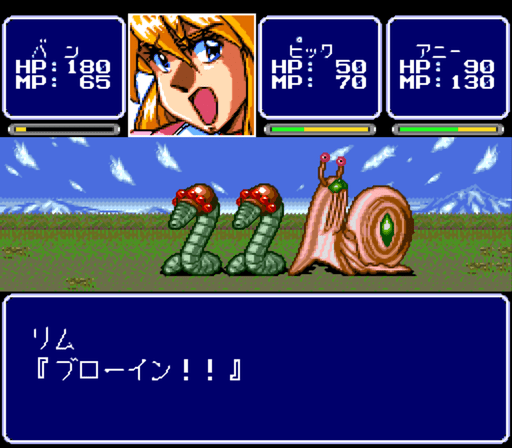 バン
HP:180
MP: 65
ピック
HP: 50
MP: 70
アニー
HP: 90
MP:130
リム
『ブローイン!!』